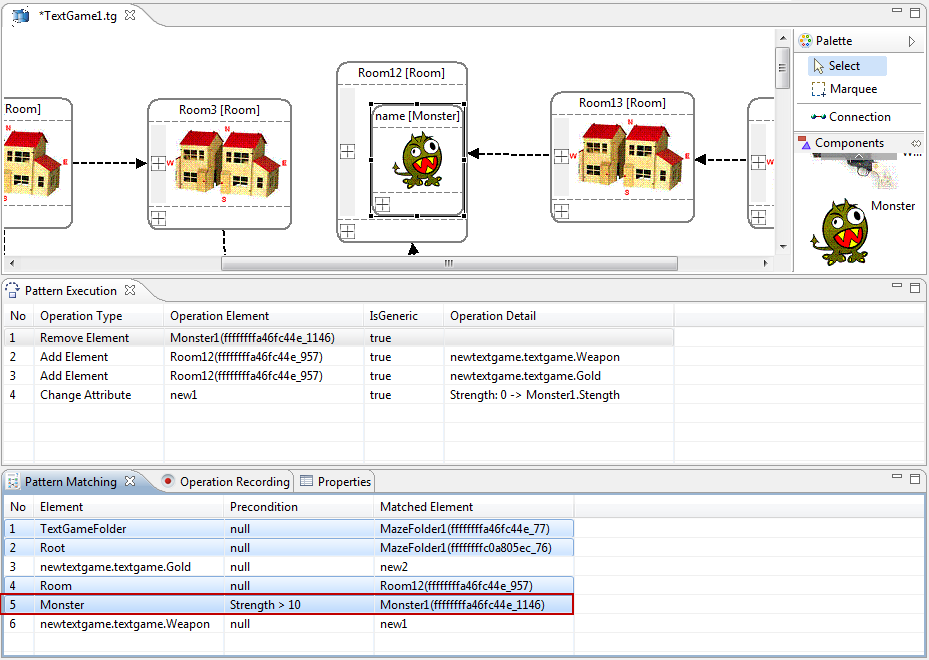 *TextGame1.tg
Room]
Room3 [Room]
Room12 [Room]
name [Monster]
Room13 [Room]
N
E
S
W
N
E
S
W
N
E
S
W
Palette
Select
Marquee
Connection
Components
Monster
Pattern Execution
No Operation Type Operation Element IsGeneric Operation Detail
1 Remove Element Monster1(ffffffffa46fc44e_1146) true
2 Add Element Room12(ffffffffa46fc44e_957) true newtextgame.textgame.Weapon
3 Add Element Room12(ffffffffa46fc44e_957) true newtextgame.textgame.Gold
4 Change Attribute new1 true Strength: 0 -> Monster1.Stength
Pattern Matching Operation Recording Properties
No Element Precondition Matched Element
1 TextGameFolder null MazeFolder1(ffffffffa46fc44e_77)
2 Root null MazeFolder1(ffffffffc0a805ec_76)
3 newtextgame.textgame.Gold null new2
4 Room null Room12(ffffffffa46fc44e_957)
5 Monster Strength > 10 Monster1(ffffffffa46fc44e_1146)
6 newtextgame.textgame.Weapon null new1